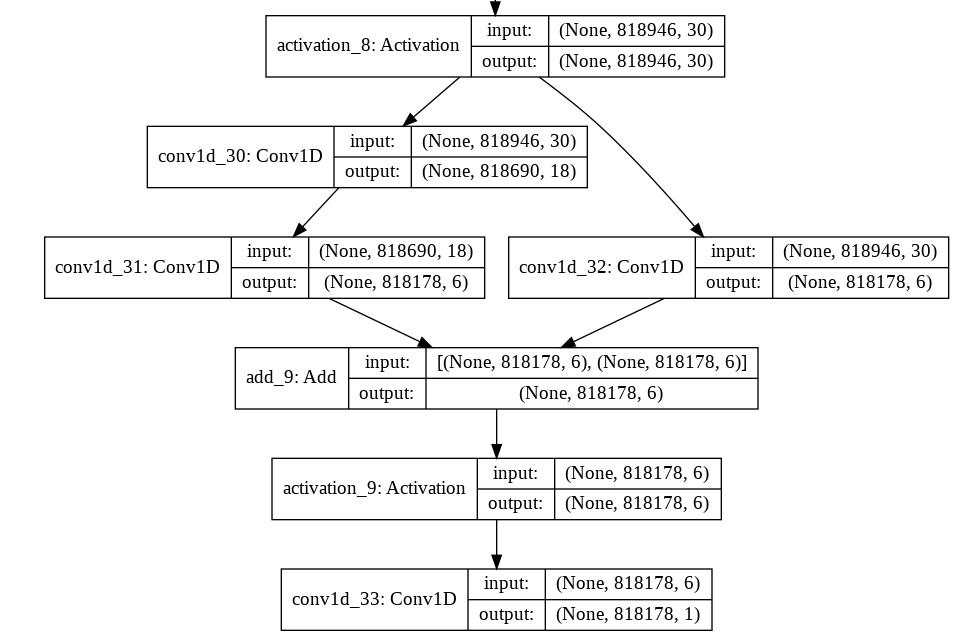 activation_8: Activation
input: (None, 818946, 30)
output: (None, 818946, 30)
conv1d_30: Conv1D
input: (None, 818946, 30)
output: (None, 818690, 18)
conv1d_31: Conv1D
input: (None, 818690, 18)
output: (None, 818178, 6)
conv1d_32: Conv1D
input: (None, 818946, 30)
output: (None, 818178, 6)
add_9: Add
input: [(None, 818178, 6), (None, 818178, 6)]
output: (None, 818178, 6)
activation_9: Activation
input: (None, 818178, 6)
output: (None, 818178, 6)
conv1d_33: Conv1D
input: (None, 818178, 6)
output: (None, 818178, 1)